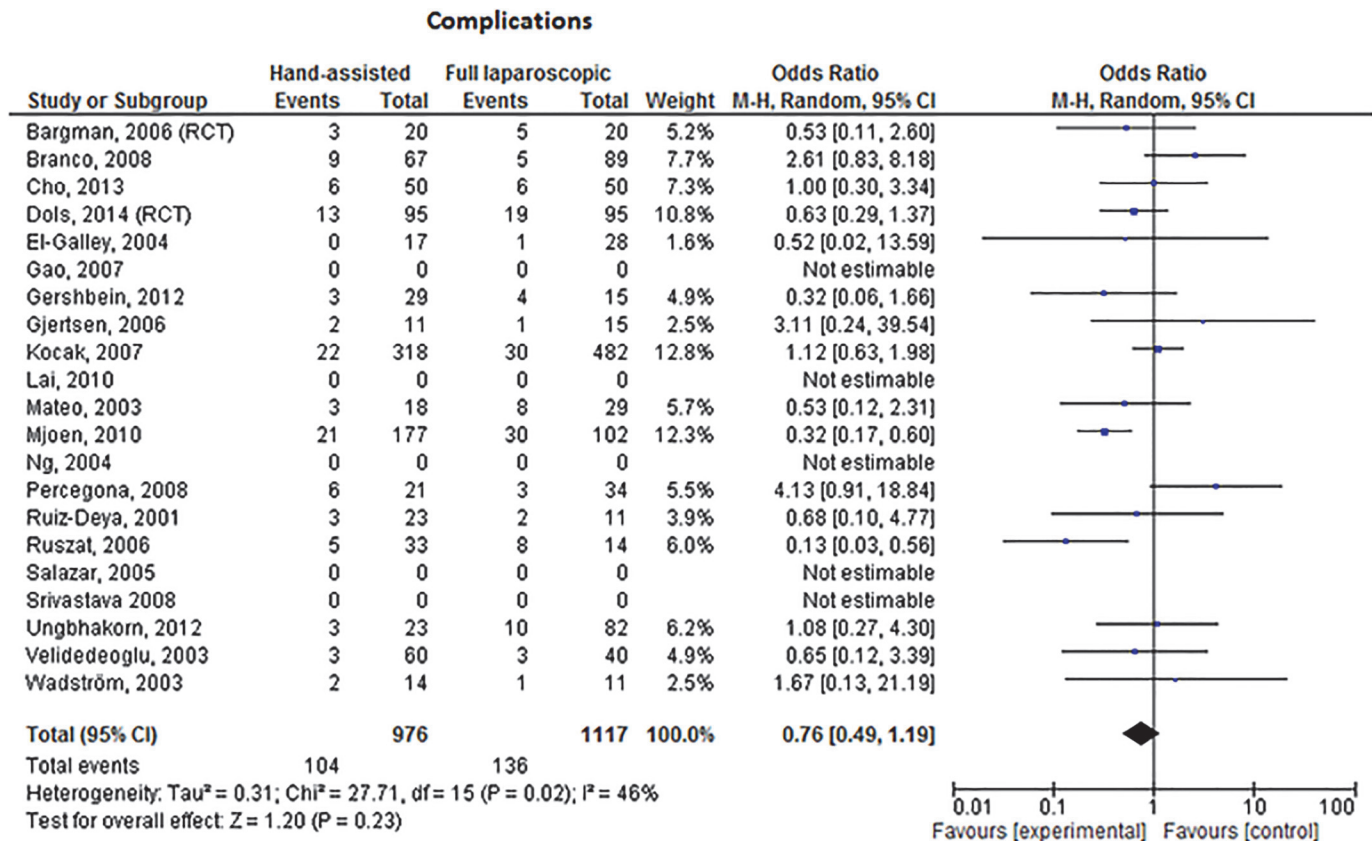 Complications
Hand-assisted Full laparoscopic Odds Ratio Odds Ratio
Study or Subgroup Events Total Events Total Weight M-H, Random, 95% CI M-H, Random, 95% CI
Bargman, 2006 (RCT) 3 20 5 20 5.2% 0.53 [0.11, 2.60]
Branco, 2008 9 67 5 89 7.7% 2.61 [0.83, 8.18]
Cho, 2013 6 50 6 50 7.3% 1.00 [0.30, 3.34]
Dols, 2014 (RCT) 13 95 19 95 10.8% 0.63 [0.29, 1.37]
El-Galley, 2004 0 17 1 28 1.6% 0.52 [0.02, 13.59]
Gao, 2007 0 0 0 0 Not estimable
Gershbein, 2012 3 29 4 15 4.9% 0.32 [0.06, 1.66]
Gjertsen, 2006 2 11 1 15 2.5% 3.11 [0.24, 39.54]
Kocak, 2007 22 318 30 482 12.8% 1.12 [0.63, 1.98]
Lai, 2010 0 0 0 0 Not estimable
Mateo, 2003 3 18 8 29 5.7% 0.53 [0.12, 2.31]
Mjoen, 2010 21 177 30 102 12.3% 0.32 [0.17, 0.60]
Ng, 2004 0 0 0 0 Not estimable
Percegona, 2008 6 21 3 34 5.5% 4.13 [0.91, 18.84]
Ruiz-Deya, 2001 3 23 2 11 3.9% 0.68 [0.10, 4.77]
Ruszat, 2006 5 33 8 14 6.0% 0.13 [0.03, 0.56]
Salazar, 2005 0 0 0 0 Not estimable
Srivastava 2008 0 0 0 0 Not estimable
Ungbhakorn, 2012 3 23 10 82 6.2% 1.08 [0.27, 4.30]
Velidedeoglu, 2003 3 60 3 40 4.9% 0.65 [0.12, 3.39]
Wadström, 2003 2 14 1 11 2.5% 1.67 [0.13, 21.19]
Total (95% CI) 976 1117 100.0% 0.76 [0.49, 1.19]
Total events 104 136
Heterogeneity: Tau² = 0.31; Chi² = 27.71, df = 15 (P = 0.02); I² = 46%
Test for overall effect: Z = 1.20 (P = 0.23)
0.01 0.1 1 10 100
Favours [experimental] Favours [control]